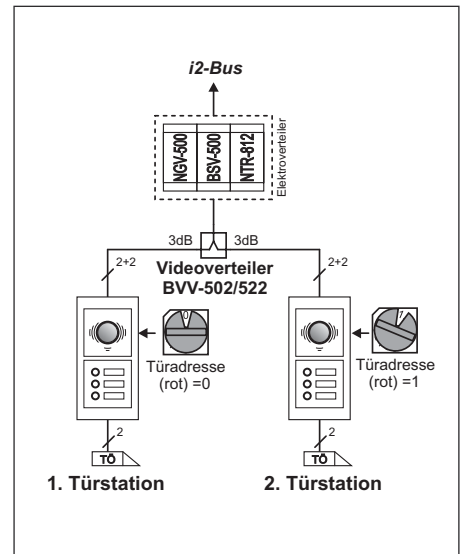 i2-Bus
NGV-500
BSV-500
NTR-812
Elektroverteiler
3dB
3dB
Videoverteiler
BVV-502/522
2+2
2+2
0
1
Türadresse
(rot) =0
Türadresse
(rot) =1
2
2
TÖ
TÖ
1. Türstation
2. Türstation